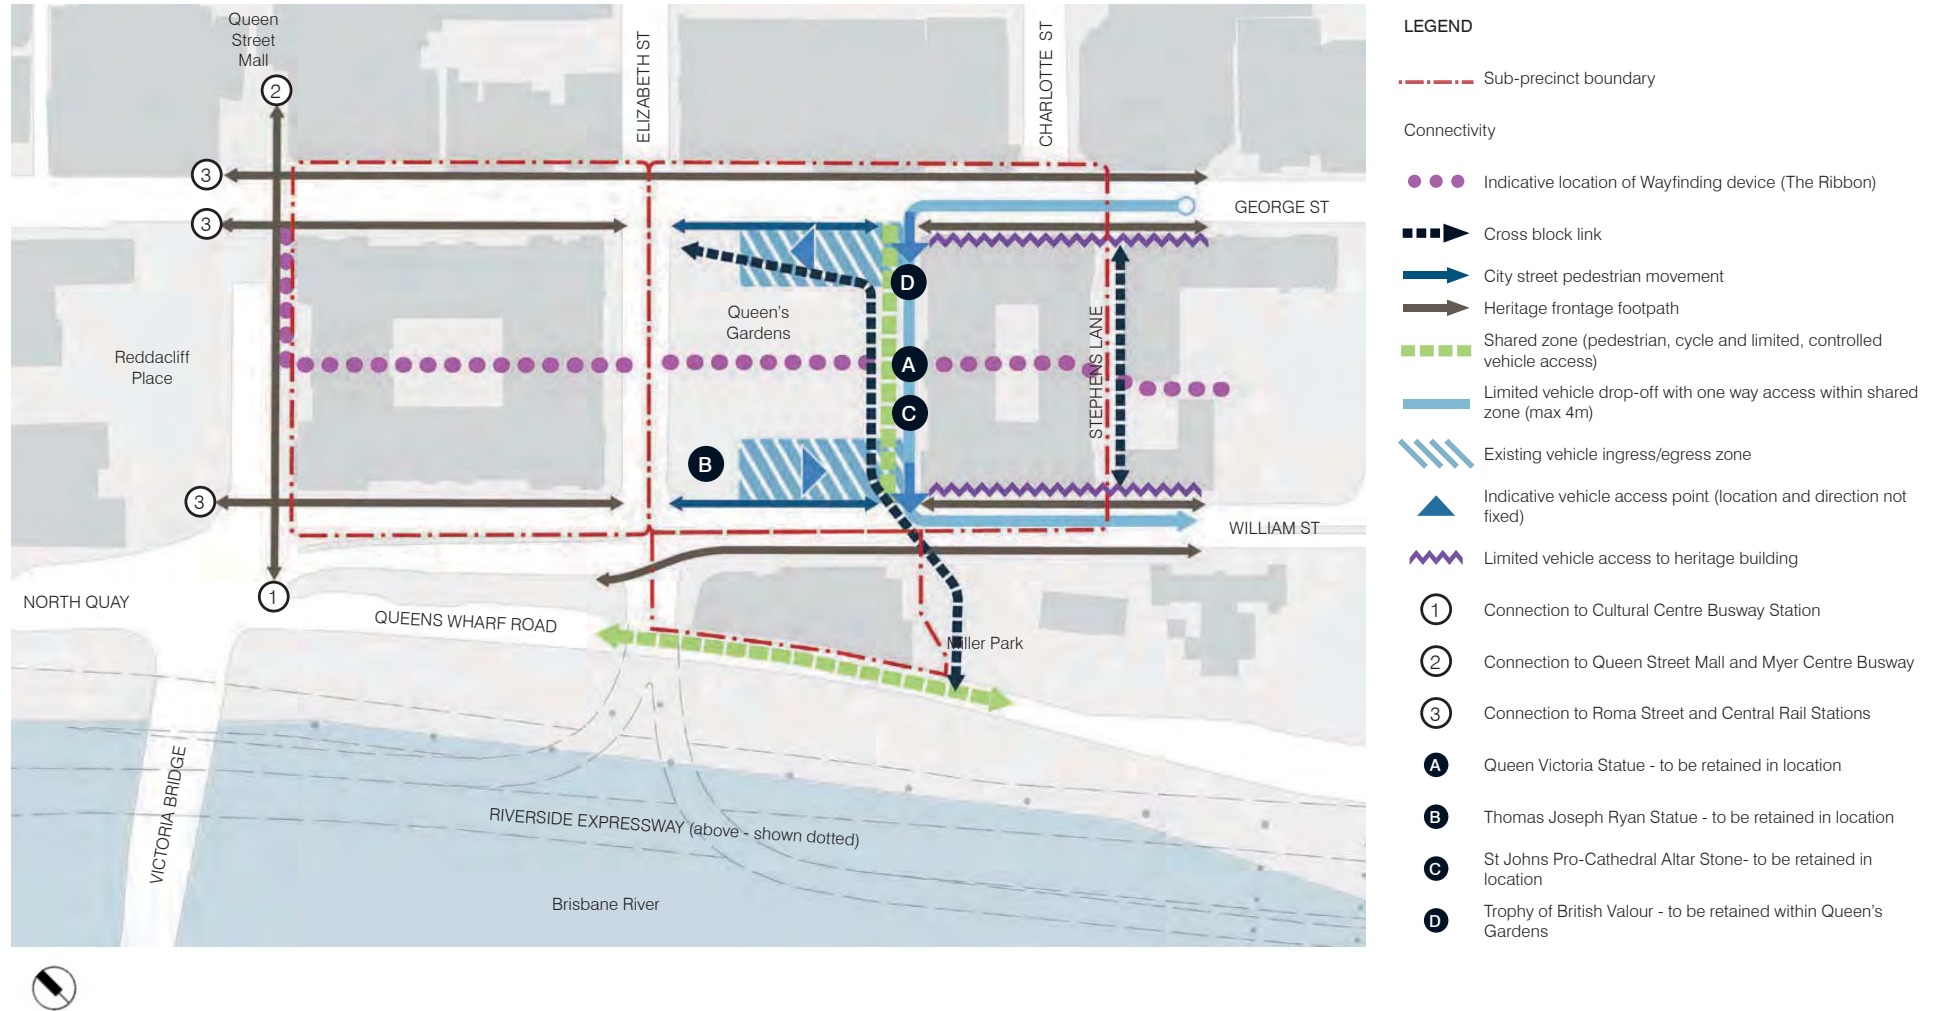 Queen
Street
Mall
2
ELIZABETH ST
CHARLOTTE ST
3
GEORGE ST
3
D
Queen's
Gardens
Reddacliff
Place
A
STEPHENS LANE
C
B
3
WILLIAM ST
1
NORTH QUAY
QUEENS WHARF ROAD
Miller Park
VICTORIA BRIDGE
RIVERSIDE EXPRESSWAY (above - shown dotted)
Brisbane River
LEGEND
Sub-precinct boundary
Connectivity
Indicative location of Wayfinding device (The Ribbon)
Cross block link
City street pedestrian movement
Heritage frontage footpath
Shared zone (pedestrian, cycle and limited, controlled
vehicle access)
Limited vehicle drop-off with one way access within shared
zone (max 4m)
Existing vehicle ingress/egress zone
Indicative vehicle access point (location and direction not
fixed)
Limited vehicle access to heritage building
1 Connection to Cultural Centre Busway Station
2 Connection to Queen Street Mall and Myer Centre Busway
3 Connection to Roma Street and Central Rail Stations
A Queen Victoria Statue - to be retained in location
B Thomas Joseph Ryan Statue - to be retained in location
C St Johns Pro-Cathedral Altar Stone- to be retained in
location
D Trophy of British Valour - to be retained within Queen's
Gardens